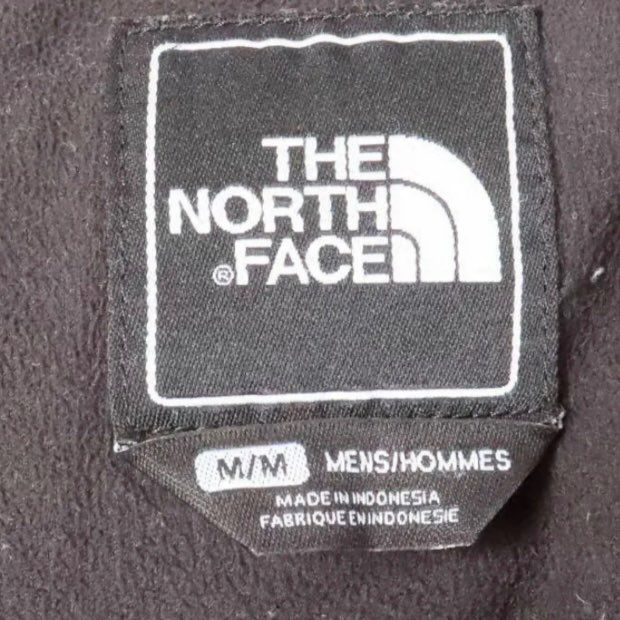 THE
NORTH
®FACE
M/M MENS/HOMMES
MADE IN INDONESIA
FABRIQUE EN INDONESIE